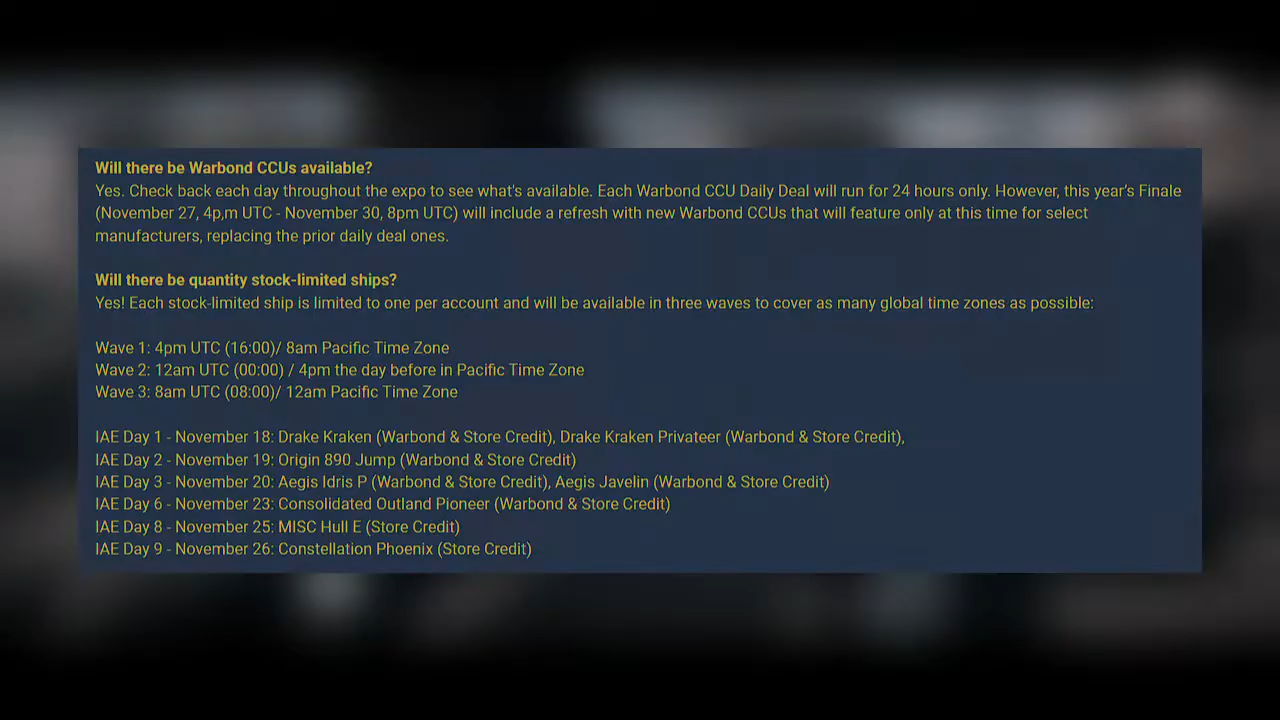 Will there be Warbond CCUs available?
Yes. Check back each day throughout the expo to see what's available. Each Warbond CCU Daily Deal will run for 24 hours only. However, this year's Finale
(November 27, 4p,m UTC - November 30, 8pm UTC) will include a refresh with new Warbond CCUs that will feature only at this time for select
manufacturers, replacing the prior daily deal ones.
Will there be quantity stock-limited ships?
Yes! Each stock-limited ship is limited to one per account and will be available in three waves to cover as many global time zones as possible:
Wave 1: 4pm UTC (16:00)/ 8am Pacific Time Zone
Wave 2: 12am UTC (00:00) / 4pm the day before in Pacific Time Zone
Wave 3: 8am UTC (08:00)/ 12am Pacific Time Zone
IAE Day 1 - November 18: Drake Kraken (Warbond & Store Credit), Drake Kraken Privateer (Warbond & Store Credit),
IAE Day 2 - November 19: Origin 890 Jump (Warbond & Store Credit)
IAE Day 3 - November 20: Aegis Idris P (Warbond & Store Credit), Aegis Javelin (Warbond & Store Credit)
IAE Day 6 - November 23: Consolidated Outland Pioneer (Warbond & Store Credit)
IAE Day 8 - November 25: MISC Hull E (Store Credit)
IAE Day 9 - November 26: Constellation Phoenix (Store Credit)